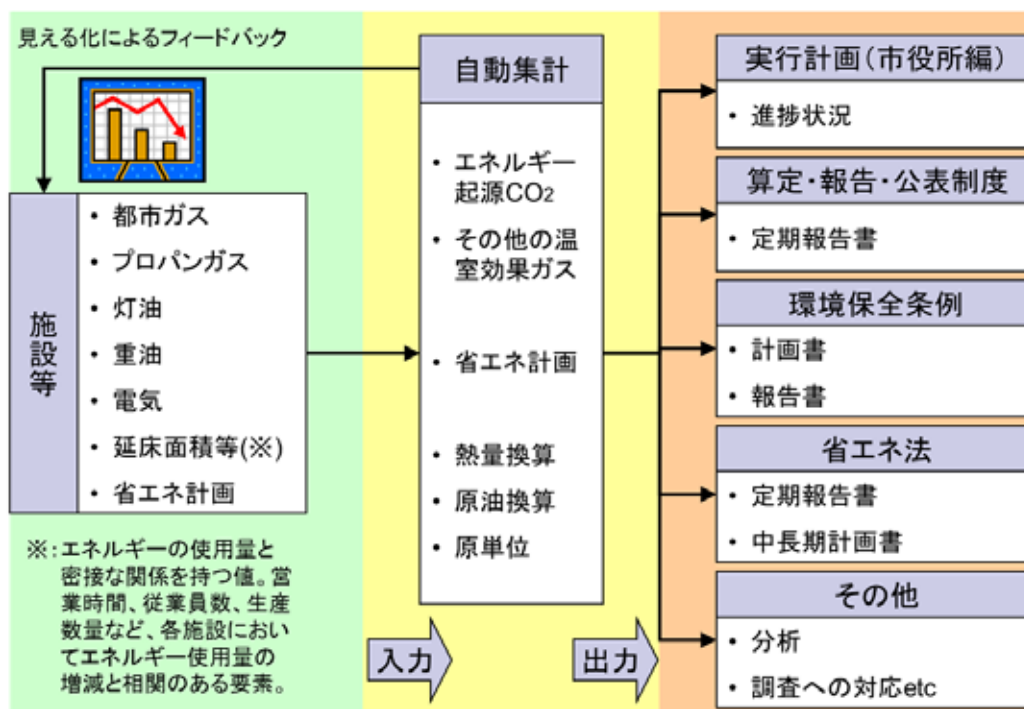 見える化によるフィードバック
施設等
・都市ガス
・プロパンガス
・灯油
・重油
・電気
・延床面積等(※)
・省エネ計画
※:エネルギーの使用量と
密接な関係を持つ値。営
業時間、従業員数、生産
数量など、各施設におい
てエネルギー使用量の
増減と相関のある要素。
自動集計
・エネルギー
起源CO2
・その他の温
室効果ガス
・省エネ計画
・熱量換算
・原油換算
・原単位
入力
出力
実行計画(市役所編)
・進捗状況
算定・報告・公表制度
・定期報告書
環境保全条例
・計画書
・報告書
省エネ法
・定期報告書
・中長期計画書
その他
・分析
・調査への対応etc